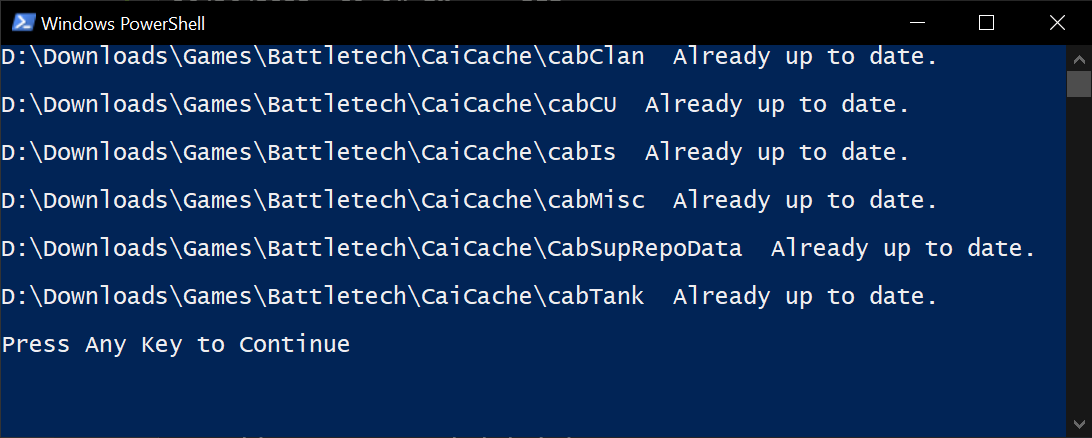 Windows PowerShell
D:\Downloads\Games\Battletech\CaiCache\cabClan  Already up to date.
D:\Downloads\Games\Battletech\CaiCache\cabCU  Already up to date.
D:\Downloads\Games\Battletech\CaiCache\cabIs  Already up to date.
D:\Downloads\Games\Battletech\CaiCache\cabMisc  Already up to date.
D:\Downloads\Games\Battletech\CaiCache\CabSupRepoData  Already up to date.
D:\Downloads\Games\Battletech\CaiCache\cabTank  Already up to date.
Press Any Key to Continue